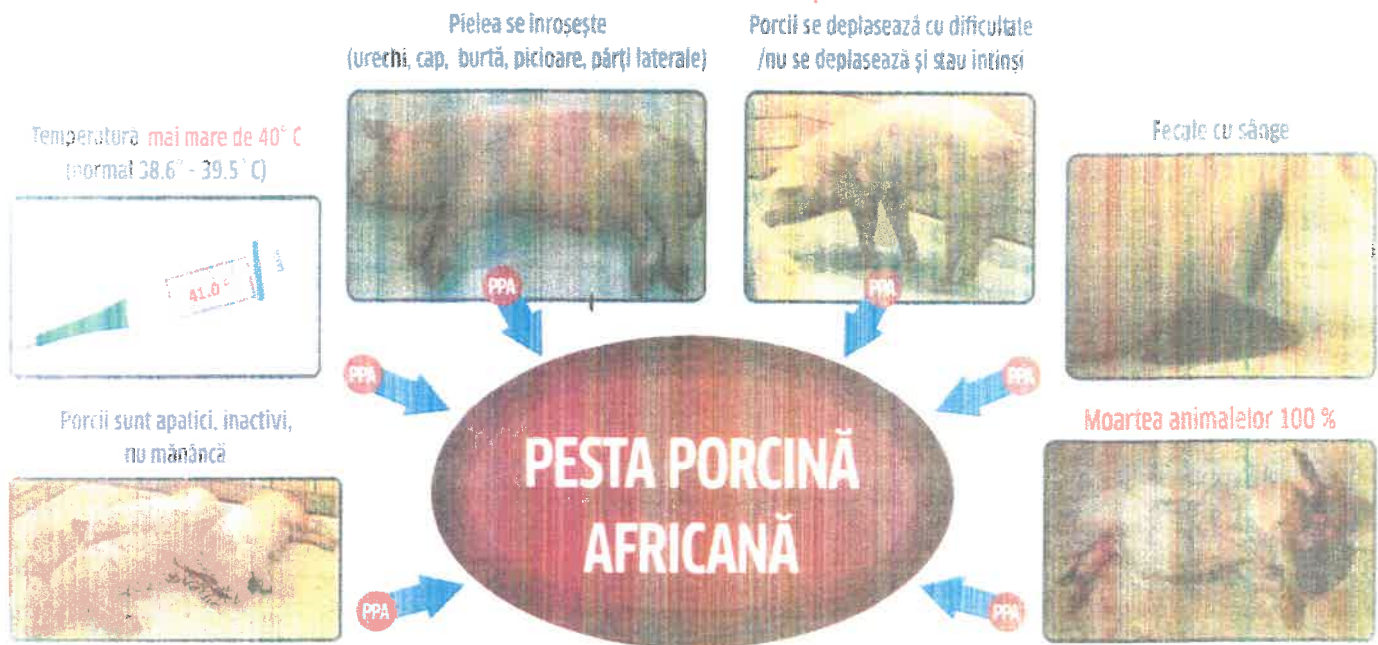 Pielea se înroșește
(urechi, cap, burtă, picioare, părți laterale)
Porcii se deplasează cu dificultate
/nu se deplasează și stau întinși
Temperatură mai mare de 40° C
(normal 38.6° - 39.5° C)
Fecale cu sânge
41.0°
PPA
PPA
PPA
PPA
Porcii sunt apatici, inactivi,
nu mănâncă
Moartea animalelor 100 %
PESTA PORCINĂ
AFRICANĂ
PPA
PPA